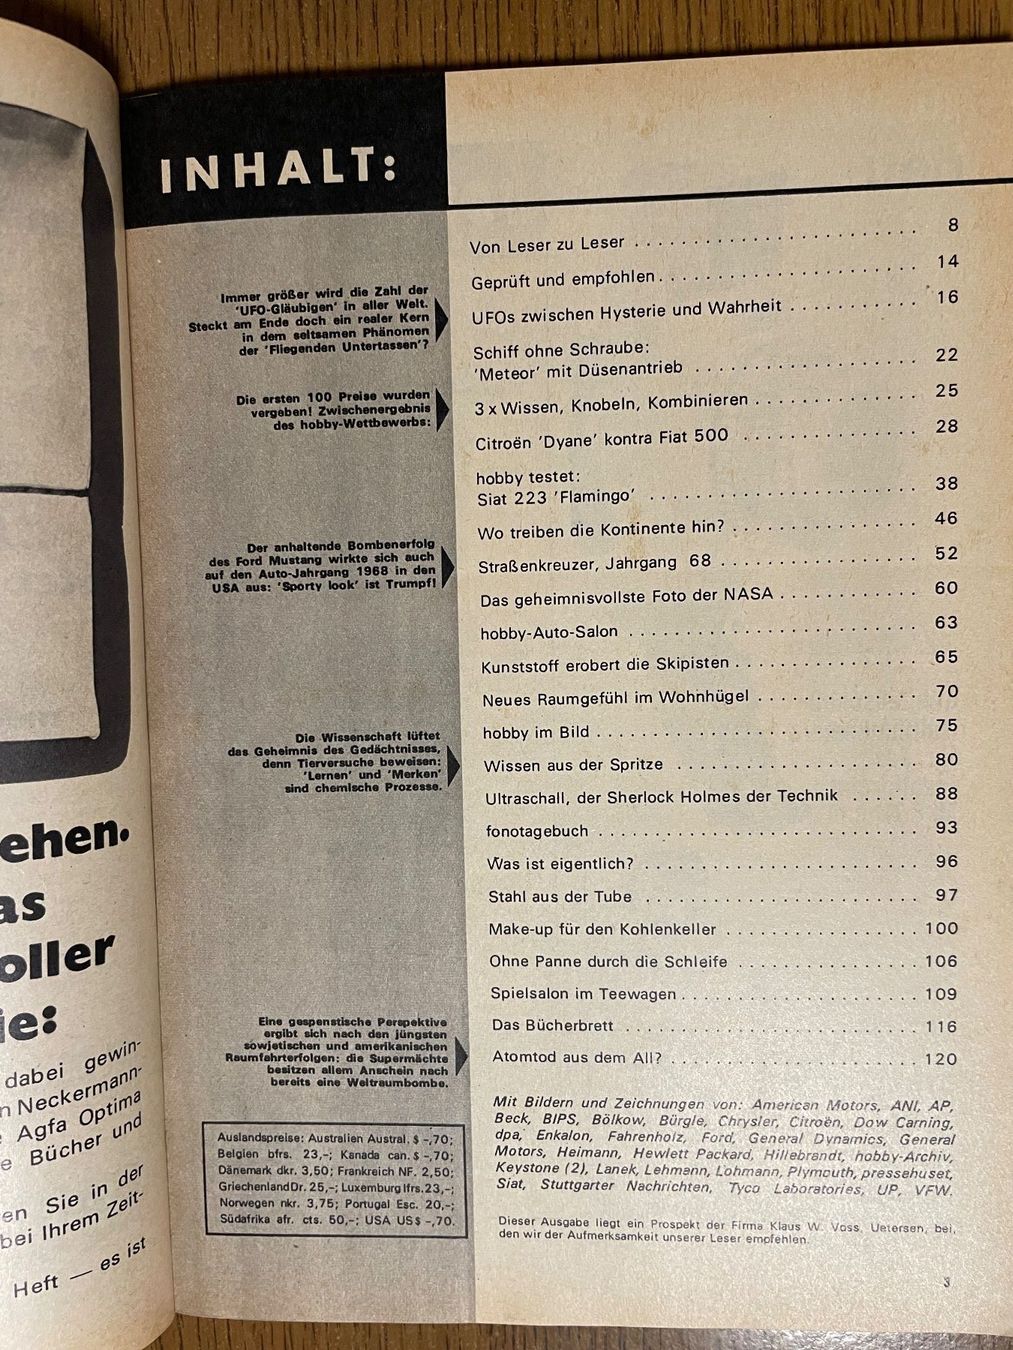 ehen.
as
oller
ie:
dabei gewin-
n Neckermann-
Agfa Optima
e Bücher und
en Sie in der
bei Ihrem Zeit-
Heft — es ist
INHALT:
Immer größer wird die Zahl der
'UFO-Gläubigen' in aller Welt.
Steckt am Ende doch ein realer Kern
in dem seltsamen Phänomen
der 'Fliegenden Untertassen'?
Die ersten 100 Preise wurden
vergeben! Zwischenergebnis
des hobby-Wettbewerbs:
Der anhaltende Bombenerfolg
des Ford Mustang wirkte sich auch
auf den Auto-Jahrgang 1968 in den
USA aus: 'Sporty look' ist Trumpf!
Die Wissenschaft lüftet
das Geheimnis des Gedächtnisses,
denn Tierversuche beweisen:
'Lernen' und 'Merken'
sind chemische Prozesse.
Eine gespenstische Perspektive
ergibt sich nach den jüngsten
sowjetischen und amerikanischen
Raumfahrterfolgen: die Supermächte
besitzen allem Anschein nach
bereits eine Weltraumbombe.
Auslandspreise: Australien Austral. $ -,70;
Belgien bfrs. 23,-; Kanada can. $ -,70;
Dänemark dkr. 3,50; Frankreich NF. 2,50;
Griechenland Dr. 25,-; Luxemburg lfrs. 23,-;
Norwegen nkr. 3,75; Portugal Esc. 20,-;
Südafrika afr. cts. 50,-; USA US $ -,70.
Von Leser zu Leser . . . . . . . . . . . . . . . . . . . . . . . . 8
Geprüft und empfohlen . . . . . . . . . . . . . . . . . . . . . . 14
UFOs zwischen Hysterie und Wahrheit . . . . . . . . . . . 16
Schiff ohne Schraube:
'Meteor' mit Düsenantrieb . . . . . . . . . . . . . . . . . . . 22
3 x Wissen, Knobeln, Kombinieren . . . . . . . . . . . . . . 25
Citroën 'Dyane' kontra Fiat 500 . . . . . . . . . . . . . . . 28
hobby testet:
Siat 223 'Flamingo' . . . . . . . . . . . . . . . . . . . . . . . 38
Wo treiben die Kontinente hin? . . . . . . . . . . . . . . . . 46
Straßenkreuzer, Jahrgang 68 . . . . . . . . . . . . . . . . . 52
Das geheimnisvollste Foto der NASA . . . . . . . . . . . . 60
hobby-Auto-Salon . . . . . . . . . . . . . . . . . . . . . . . . 63
Kunststoff erobert die Skipisten . . . . . . . . . . . . . . . 65
Neues Raumgefühl im Wohnhügel . . . . . . . . . . . . . . 70
hobby im Bild . . . . . . . . . . . . . . . . . . . . . . . . . . . 75
Wissen aus der Spritze . . . . . . . . . . . . . . . . . . . . . 80
Ultraschall, der Sherlock Holmes der Technik . . . . . . 88
fonotagebuch . . . . . . . . . . . . . . . . . . . . . . . . . . . 93
Was ist eigentlich? . . . . . . . . . . . . . . . . . . . . . . . 96
Stahl aus der Tube . . . . . . . . . . . . . . . . . . . . . . . 97
Make-up für den Kohlenkeller . . . . . . . . . . . . . . . . 100
Ohne Panne durch die Schleife . . . . . . . . . . . . . . . 106
Spielsalon im Teewagen . . . . . . . . . . . . . . . . . . . . 109
Das Bücherbrett . . . . . . . . . . . . . . . . . . . . . . . . . 116
Atomtod aus dem All? . . . . . . . . . . . . . . . . . . . . . 120
Mit Bildern und Zeichnungen von: American Motors, ANI, AP,
Beck, BIPS, Bölkow, Bürgle, Chrysler, Citroën, Dow Carning,
dpa, Enkalon, Fahrenholz, Ford, General Dynamics, General
Motors, Heimann, Hewlett Packard, Hillebrandt, hobby-Archiv,
Keystone (2), Lanek, Lehmann, Lohmann, Plymouth, pressehuset,
Siat, Stuttgarter Nachrichten, Tyco Laboratories, UP, VFW.
Dieser Ausgabe liegt ein Prospekt der Firma Klaus W. Voss, Uetersen, bei,
den wir der Aufmerksamkeit unserer Leser empfehlen.
3